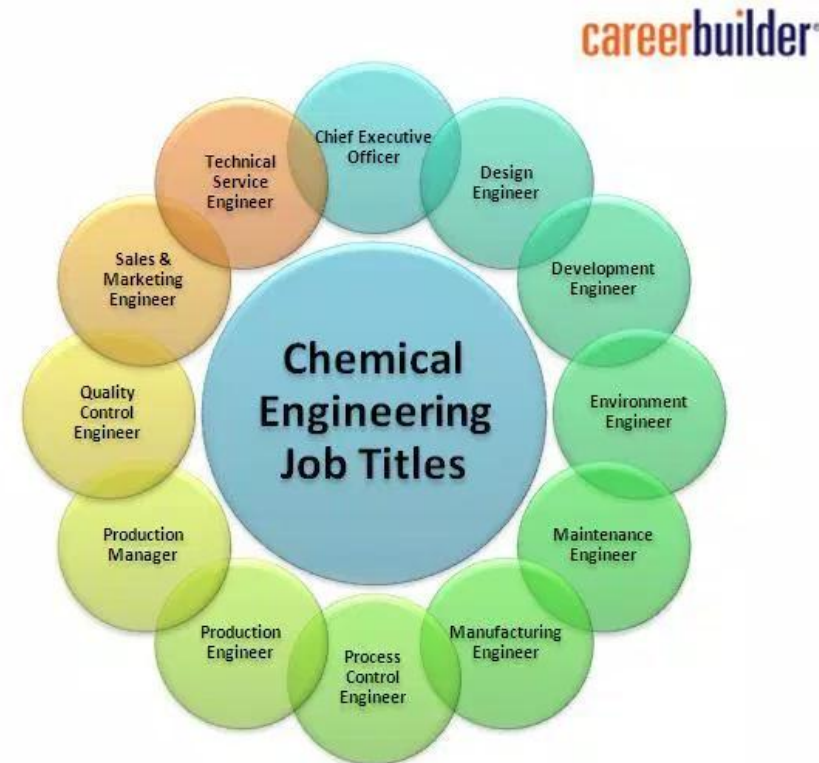 careerbuilder
Chief Executive
Officer
Design
Engineer
Development
Engineer
Environment
Engineer
Maintenance
Engineer
Manufacturing
Engineer
Process
Control
Engineer
Production
Engineer
Production
Manager
Quality
Control
Engineer
Sales &
Marketing
Engineer
Technical
Service
Engineer
Chemical
Engineering
Job Titles